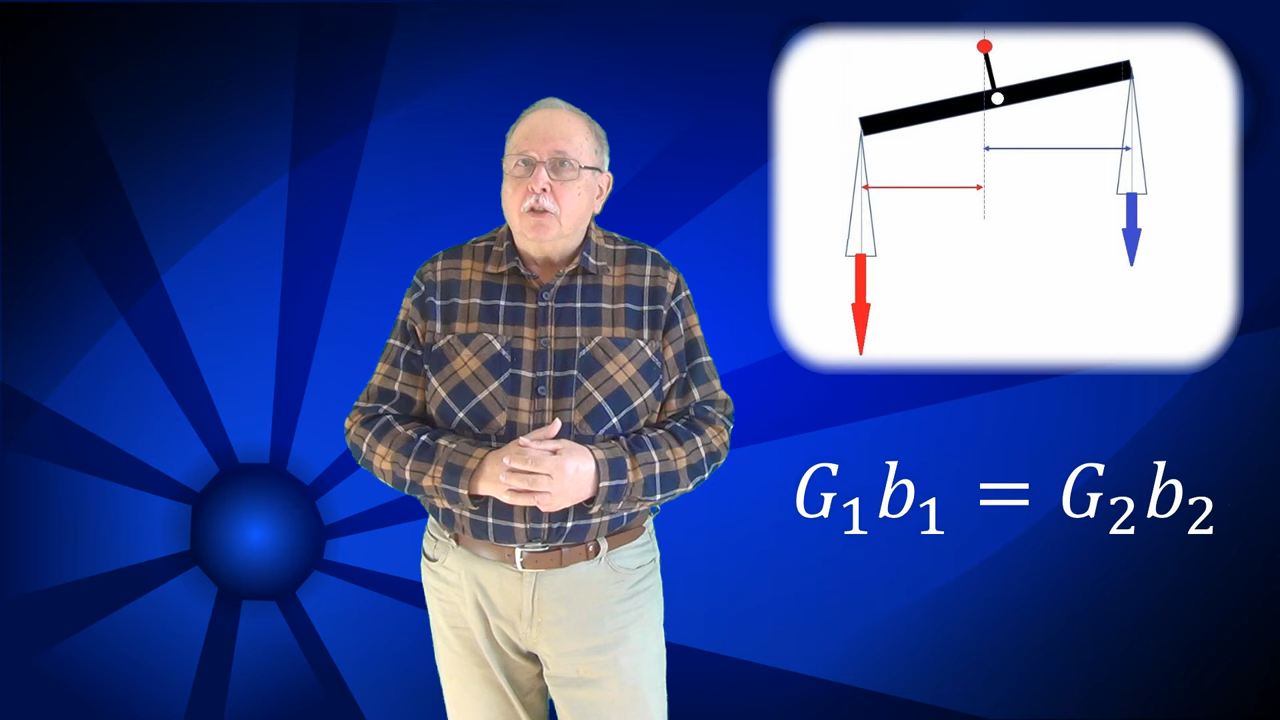 G₁b₁ = G₂b₂